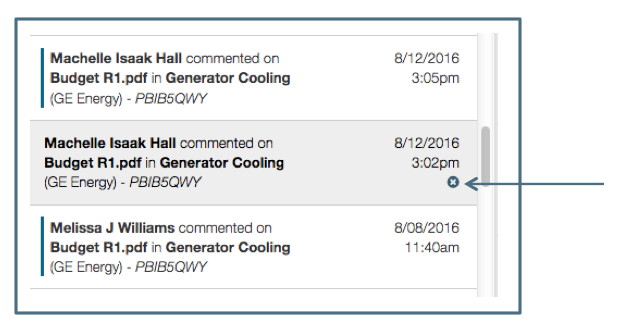 Machelle Isaak Hall commented on 8/12/2016
Budget R1.pdf in Generator Cooling 3:05pm
(GE Energy) - PBIB5QWY
Machelle Isaak Hall commented on 8/12/2016
Budget R1.pdf in Generator Cooling 3:02pm
(GE Energy) - PBIB5QWY
Melissa J Williams commented on 8/08/2016
Budget R1.pdf in Generator Cooling 11:40am
(GE Energy) - PBIB5QWY